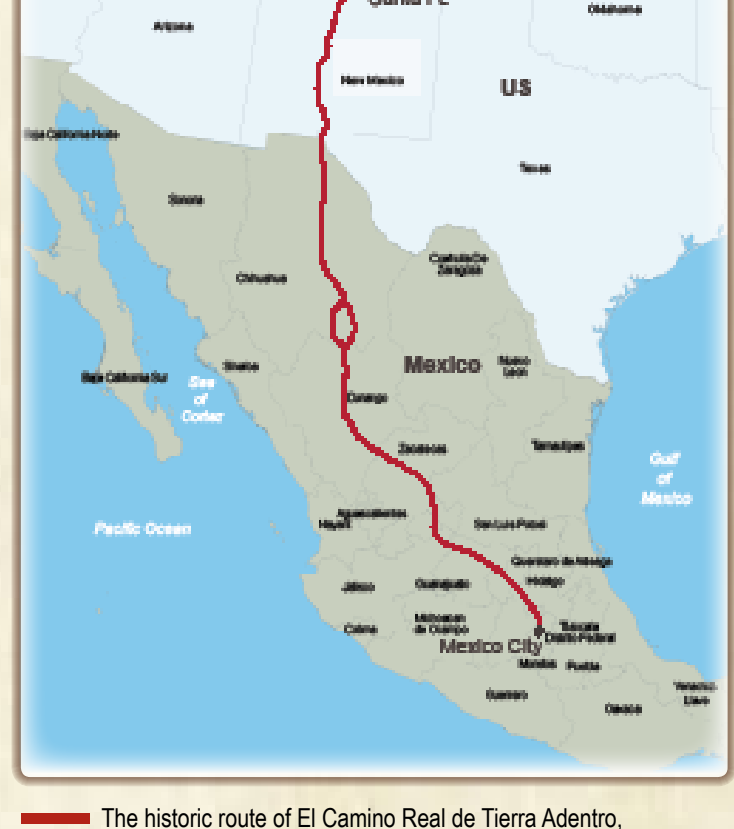 Santa Fe
Oklahoma
Arizona
New Mexico
US
Baja California Norte
Texas
Sonora
Coahuila De
Zaragoza
Chihuahua
Mexico
Nuevo
Leon
Sinaloa
Baja California Sur
Sea
of
Cortez
Durango
Zacatecas
Tamaulipas
Gulf
of
Mexico
Aguascalientes
Nayarit
San Luis Potosi
Pacific Ocean
Queretaro de Arteaga
Hidalgo
Jalisco
Guanajuato
Michoacan
de Ocampo
Colima
Tlaxcala
Distrito Federal
Mexico City
Morelos
Puebla
Guerrero
Veracruz
Llave
Oaxaca
The historic route of El Camino Real de Tierra Adentro,